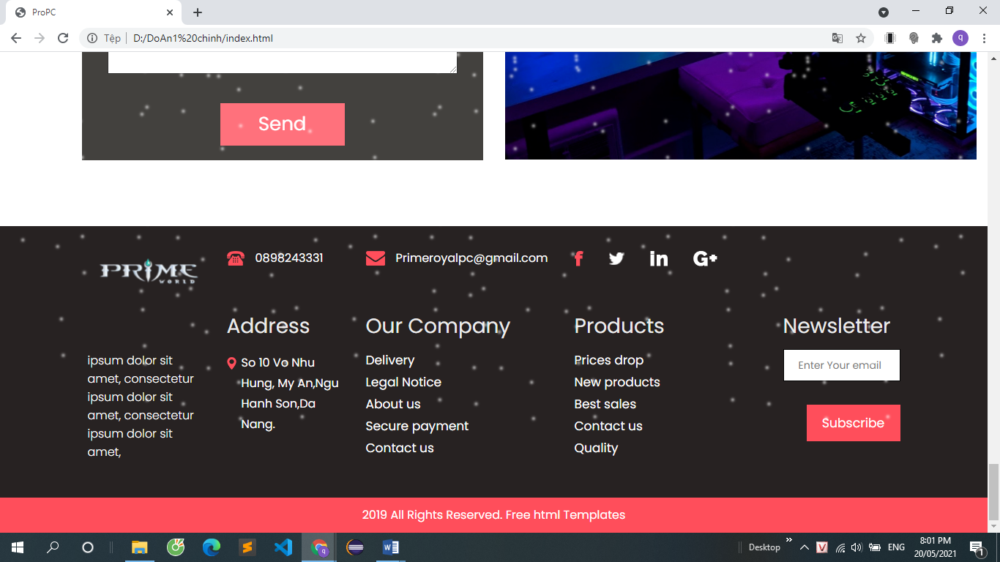 ProPC
Tệp D:/DoAn1%20chinh/index.html
q
Send
PRIME
WORLD
0898243331
Primeroyalpc@gmail.com
f
in
G+
Address
So 10 Vo Nhu
Hung, My An,Ngu
Hanh Son,Da
Nang.
Our Company
Delivery
Legal Notice
About us
Secure payment
Contact us
Products
Prices drop
New products
Best sales
Contact us
Quality
Newsletter
Enter Your email
Subscribe
ipsum dolor sit
amet, consectetur
ipsum dolor sit
amet, consectetur
ipsum dolor sit
amet,
2019 All Rights Reserved. Free html Templates
Desktop
ENG
8:01 PM
20/05/2021
1